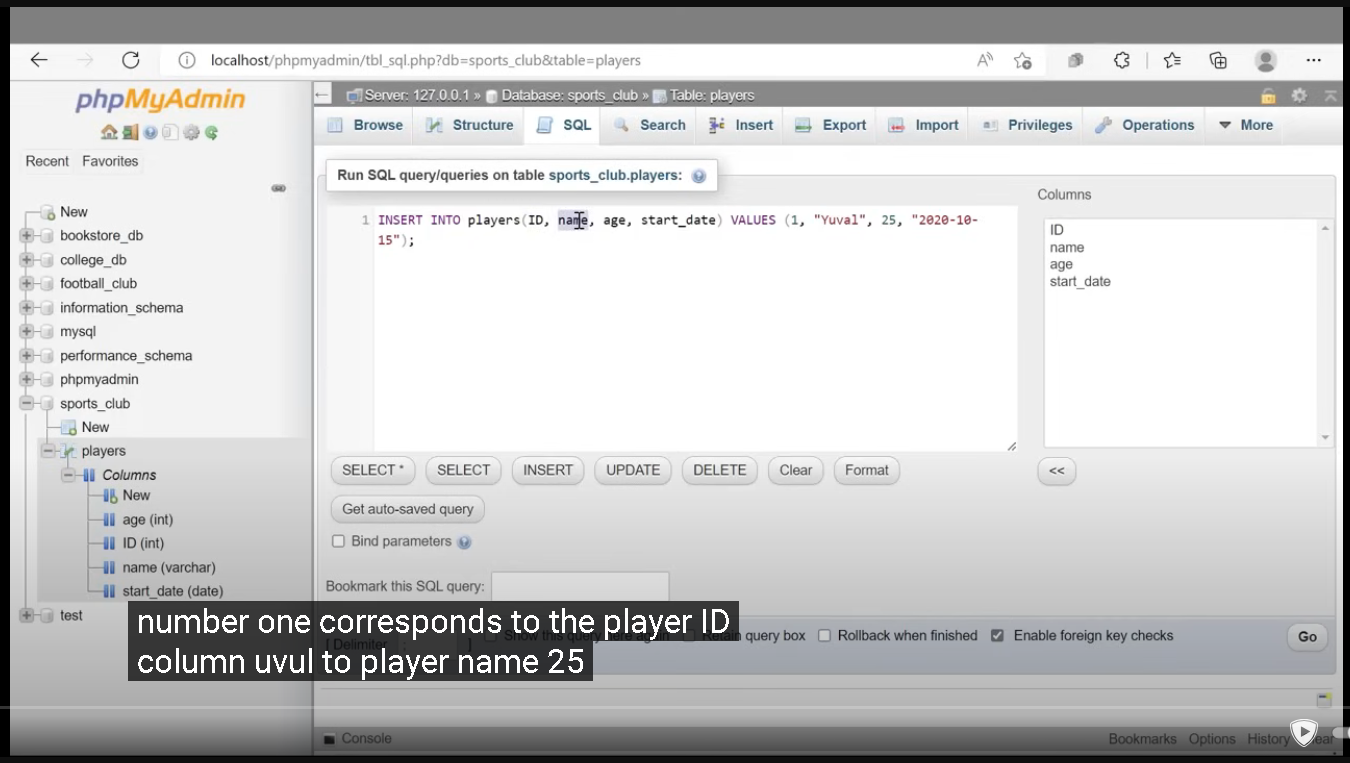 localhost/phpmyadmin/tbl_sql.php?db=sports_club&table=players
phpMyAdmin
Recent Favorites
New
bookstore_db
college_db
football_club
information_schema
mysql
performance_schema
phpmyadmin
sports_club
New
players
Columns
New
age (int)
ID (int)
name (varchar)
start_date (date)
test
Server: 127.0.0.1 » Database: sports_club » Table: players
Browse Structure SQL Search Insert Export Import Privileges Operations More
Run SQL query/queries on table sports_club.players:
1 INSERT INTO players(ID, name, age, start_date) VALUES (1, "Yuval", 25, "2020-10-
15");
Columns
ID
name
age
start_date
SELECT * SELECT INSERT UPDATE DELETE Clear Format <<
Get auto-saved query
Bind parameters
Bookmark this SQL query:
[ Delimiter ] Show this query here again Retain query box Rollback when finished Enable foreign key checks Go
number one corresponds to the player ID
column uvul to player name 25
Console Bookmarks Options History